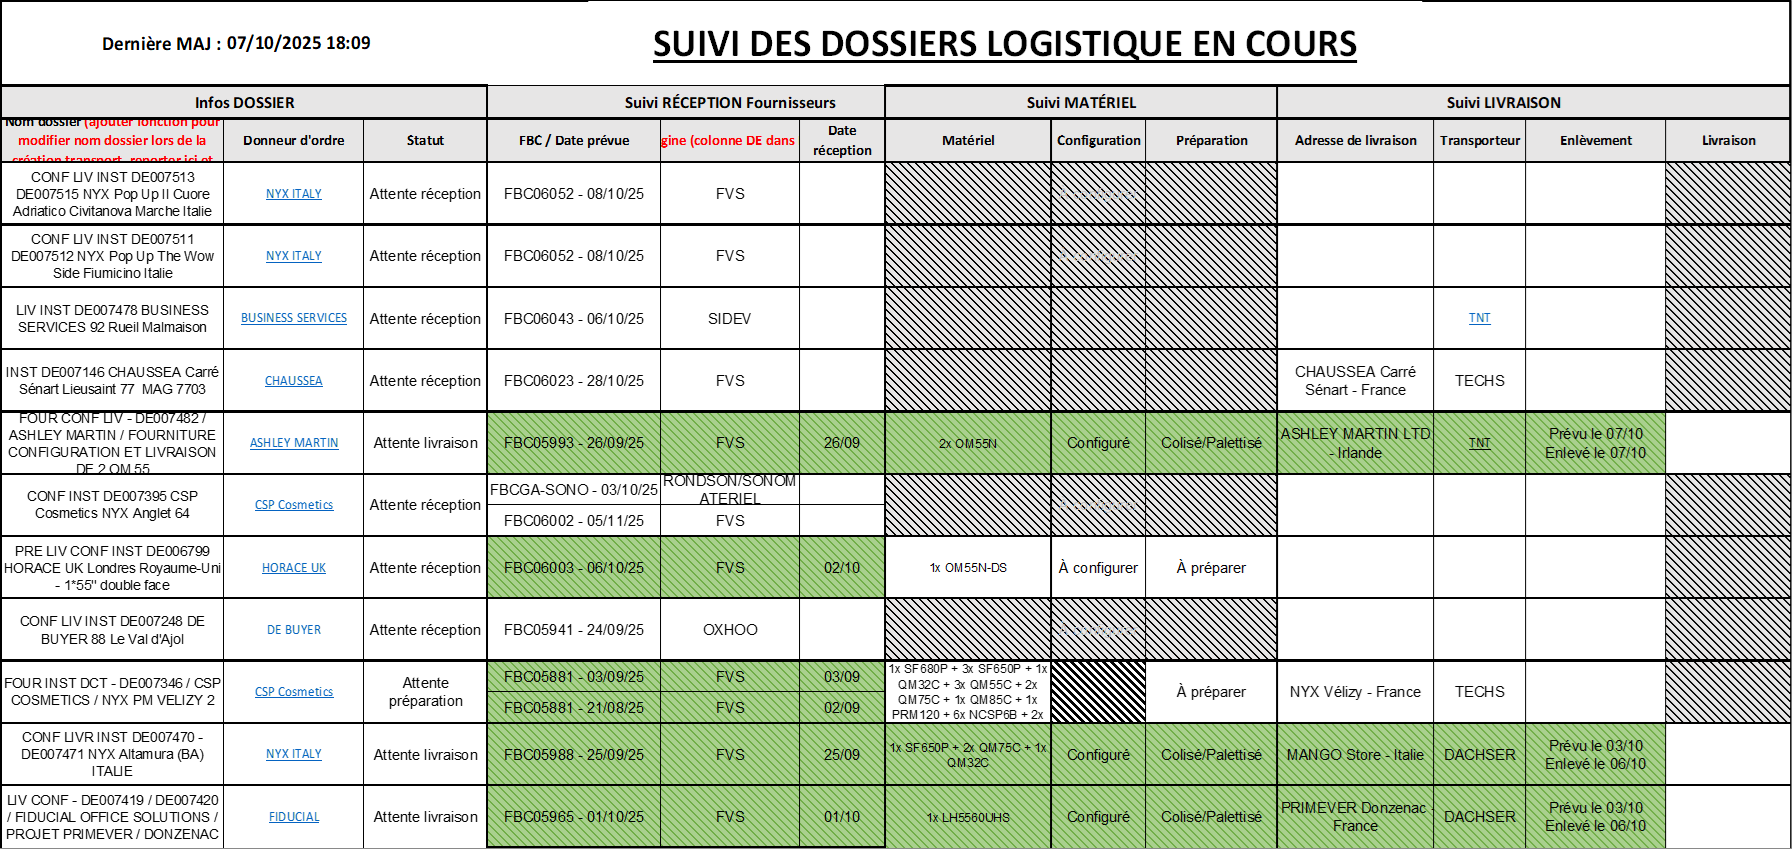 Dernière MAJ : 07/10/2025 18:09
SUIVI DES DOSSIERS LOGISTIQUE EN COURS
Infos DOSSIER
Suivi RÉCEPTION Fournisseurs
Suivi MATÉRIEL
Suivi LIVRAISON
Nom dossier (ajouter fonction pour
modifier nom dossier lors de la
création transport, reporter ici et
Donneur d'ordre
Statut
FBC / Date prévue
gine (colonne DE dans
Date
réception
Matériel
Configuration
Préparation
Adresse de livraison
Transporteur
Enlèvement
Livraison
CONF LIV INST DE007513
DE007515 NYX Pop Up Il Cuore
Adriatico Civitanova Marche Italie
NYX ITALY
Attente réception
FBC06052 - 08/10/25
FVS
CONF LIV INST DE007511
DE007512 NYX Pop Up The Wow
Side Fiumicino Italie
NYX ITALY
Attente réception
FBC06052 - 08/10/25
FVS
LIV INST DE007478 BUSINESS
SERVICES 92 Rueil Malmaison
BUSINESS SERVICES
Attente réception
FBC06043 - 06/10/25
SIDEV
TNT
INST DE007146 CHAUSSEA Carré
Sénart Lieusaint 77  MAG 7703
CHAUSSEA
Attente réception
FBC06023 - 28/10/25
FVS
CHAUSSEA Carré
Sénart - France
TECHS
FOUR CONF LIV - DE007482 /
ASHLEY MARTIN / FOURNITURE
CONFIGURATION ET LIVRAISON
DE 2 OM 55
ASHLEY MARTIN
Attente livraison
FBC05993 - 26/09/25
FVS
26/09
2x OM55N
Configuré
Colisé/Palettisé
ASHLEY MARTIN LTD
- Irlande
TNT
Prévu le 07/10
Enlevé le 07/10
CONF INST DE007395 CSP
Cosmetics NYX Anglet 64
CSP Cosmetics
Attente réception
FBCGA-SONO - 03/10/25
RONDSON/SONOM
ATERIEL
FBC06002 - 05/11/25
FVS
PRE LIV CONF INST DE006799
HORACE UK Londres Royaume-Uni
- 1*55" double face
HORACE UK
Attente réception
FBC06003 - 06/10/25
FVS
02/10
1x OM55N-DS
À configurer
À préparer
CONF LIV INST DE007248 DE
BUYER 88 Le Val d'Ajol
DE BUYER
Attente réception
FBC05941 - 24/09/25
OXHOO
FOUR INST DCT - DE007346 / CSP
COSMETICS / NYX PM VELIZY 2
CSP Cosmetics
Attente
préparation
FBC05881 - 03/09/25
FVS
03/09
FBC05881 - 21/08/25
FVS
02/09
1x SF680P + 3x SF650P + 1x
QM32C + 3x QM55C + 2x
QM75C + 1x QM85C + 1x
PRM120 + 6x NCSP6B + 2x
À préparer
NYX Vélizy - France
TECHS
CONF LIVR INST DE007470 -
DE007471 NYX Altamura (BA)
ITALIE
NYX ITALY
Attente livraison
FBC05988 - 25/09/25
FVS
25/09
1x SF650P + 2x QM75C + 1x
QM32C
Configuré
Colisé/Palettisé
MANGO Store - Italie
DACHSER
Prévu le 03/10
Enlevé le 06/10
LIV CONF - DE007419 / DE007420
/ FIDUCIAL OFFICE SOLUTIONS /
PROJET PRIMEVER / DONZENAC
FIDUCIAL
Attente livraison
FBC05965 - 01/10/25
FVS
01/10
1x LH5560UHS
Configuré
Colisé/Palettisé
PRIMEVER Donzenac -
France
DACHSER
Prévu le 03/10
Enlevé le 06/10